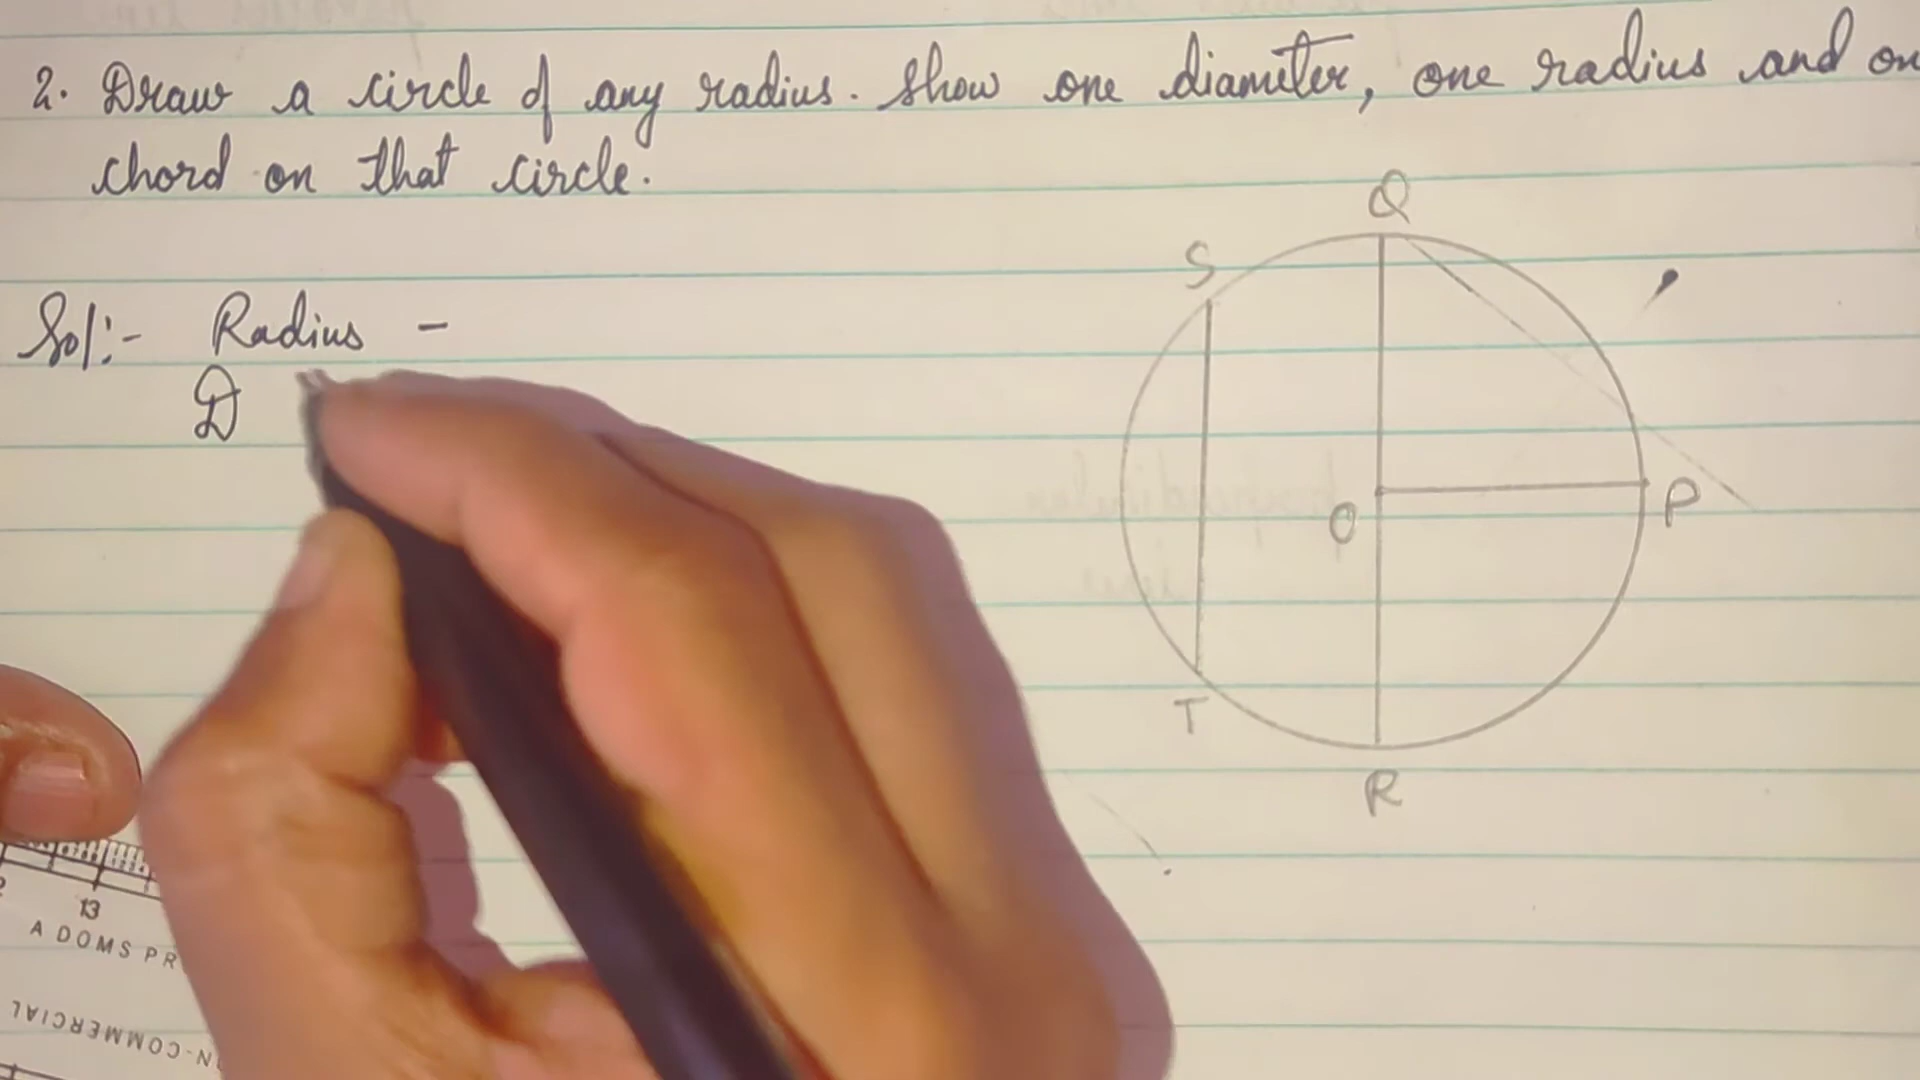 2. Draw a circle of any radius. Show one diameter, one radius and on
chord on that circle.
Q
S
Sol:- Radius -
D
P
O
T
R
13
A DOMS PR
N-COMMERCIAL